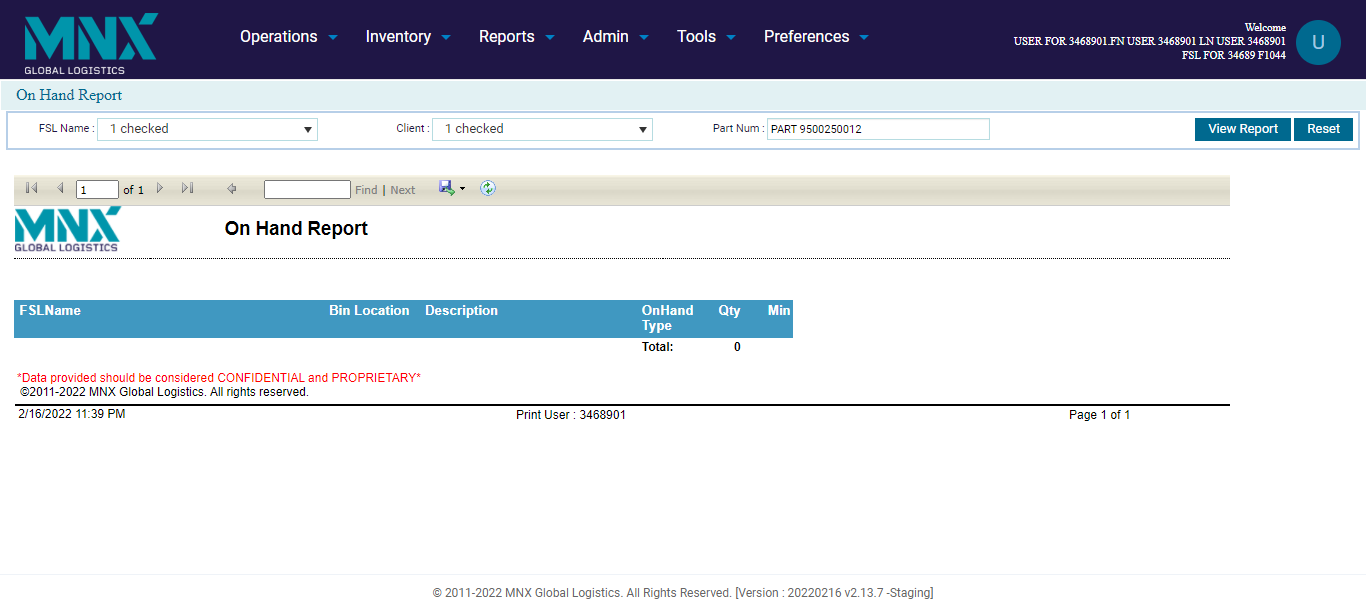 MNX
GLOBAL LOGISTICS
Operations Inventory Reports Admin Tools Preferences
Welcome
USER FOR 3468901.FN USER 3468901 LN USER 3468901
FSL FOR 34689 F1044
U
On Hand Report
FSL Name : 1 checked Client : 1 checked Part Num : PART 9500250012 View Report Reset
1 of 1 Find | Next
MNX
GLOBAL LOGISTICS
On Hand Report
FSLName Bin Location Description OnHand Type Qty Min
Total: 0
*Data provided should be considered CONFIDENTIAL and PROPRIETARY*
©2011-2022 MNX Global Logistics. All rights reserved.
2/16/2022 11:39 PM Print User : 3468901 Page 1 of 1
© 2011-2022 MNX Global Logistics. All Rights Reserved. [Version : 20220216 v2.13.7 -Staging]